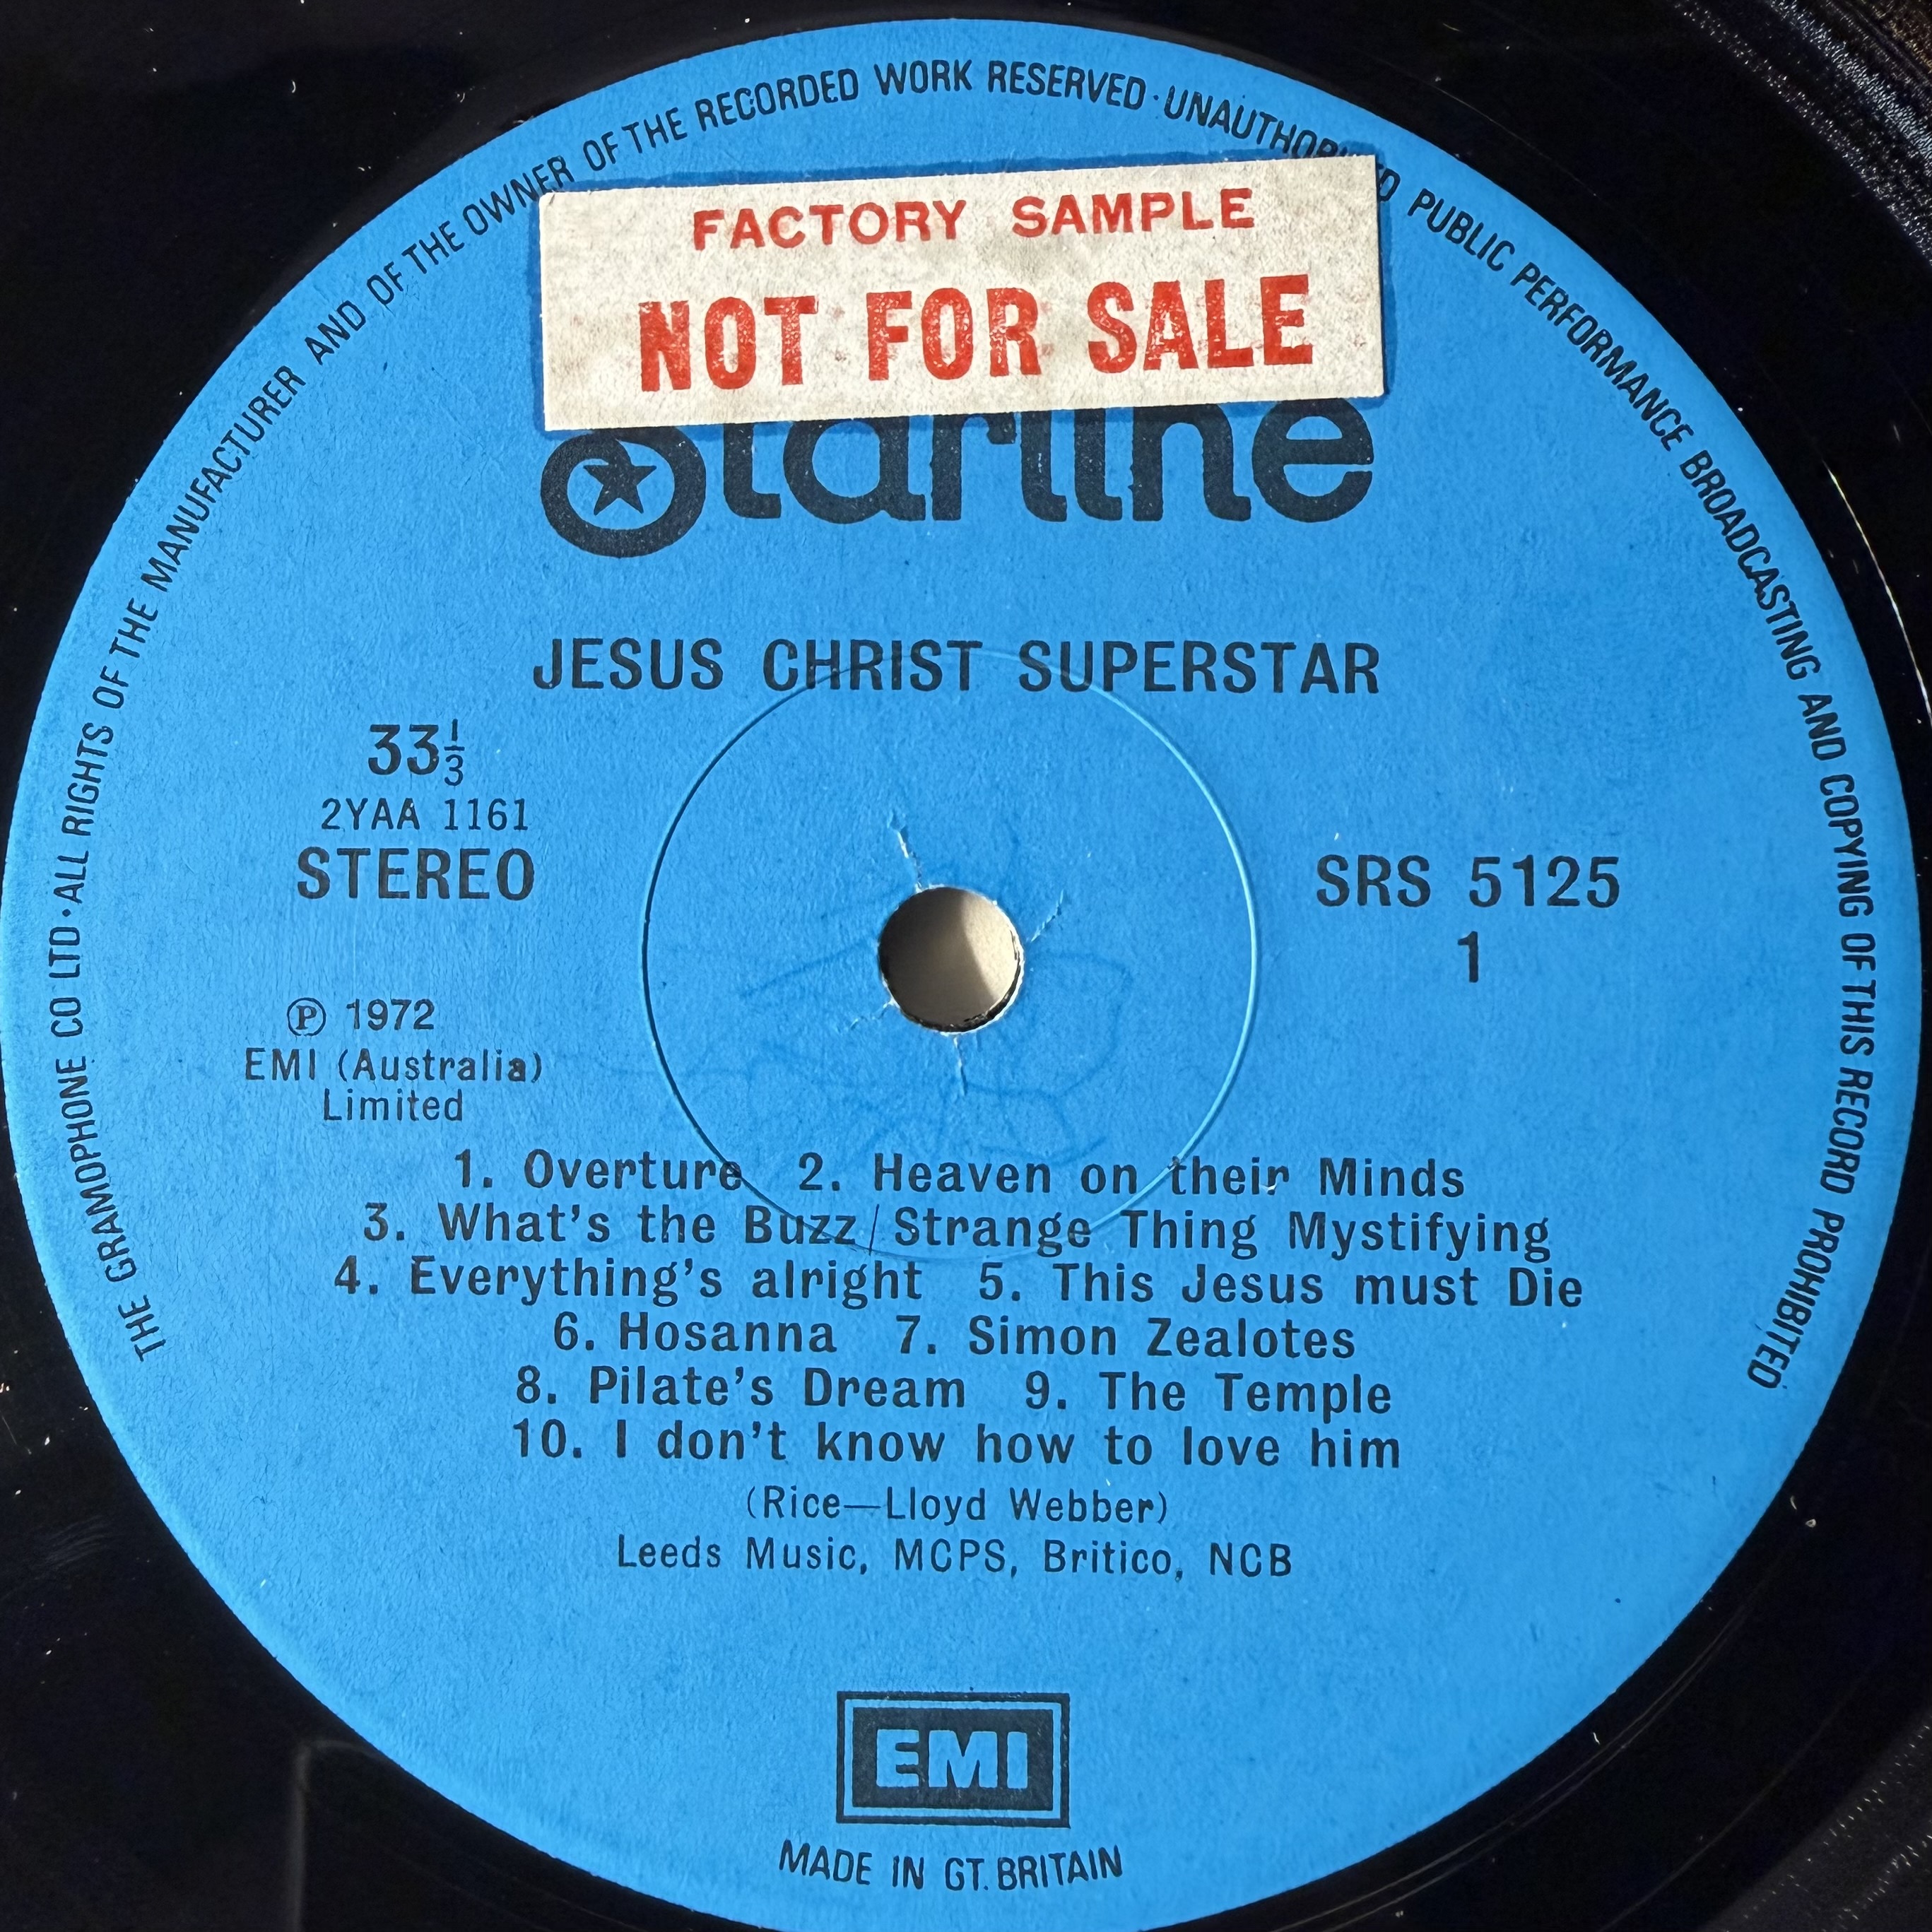 THE GRAMOPHONE CO LTD · ALL RIGHTS OF THE MANUFACTURER AND OF THE OWNER OF THE RECORDED WORK RESERVED · UNAUTHORISED PUBLIC PERFORMANCE BROADCASTING AND COPYING OF THIS RECORD PROHIBITED
FACTORY SAMPLE
NOT FOR SALE
Starline
JESUS CHRIST SUPERSTAR
33⅓
2YAA 1161
STEREO
SRS 5125
1
Ⓟ 1972
EMI (Australia)
Limited
1. Overture 2. Heaven on their Minds
3. What's the Buzz/Strange Thing Mystifying
4. Everything's alright 5. This Jesus must Die
6. Hosanna 7. Simon Zealotes
8. Pilate's Dream 9. The Temple
10. I don't know how to love him
(Rice—Lloyd Webber)
Leeds Music, MCPS, Britico, NCB
EMI
MADE IN GT. BRITAIN